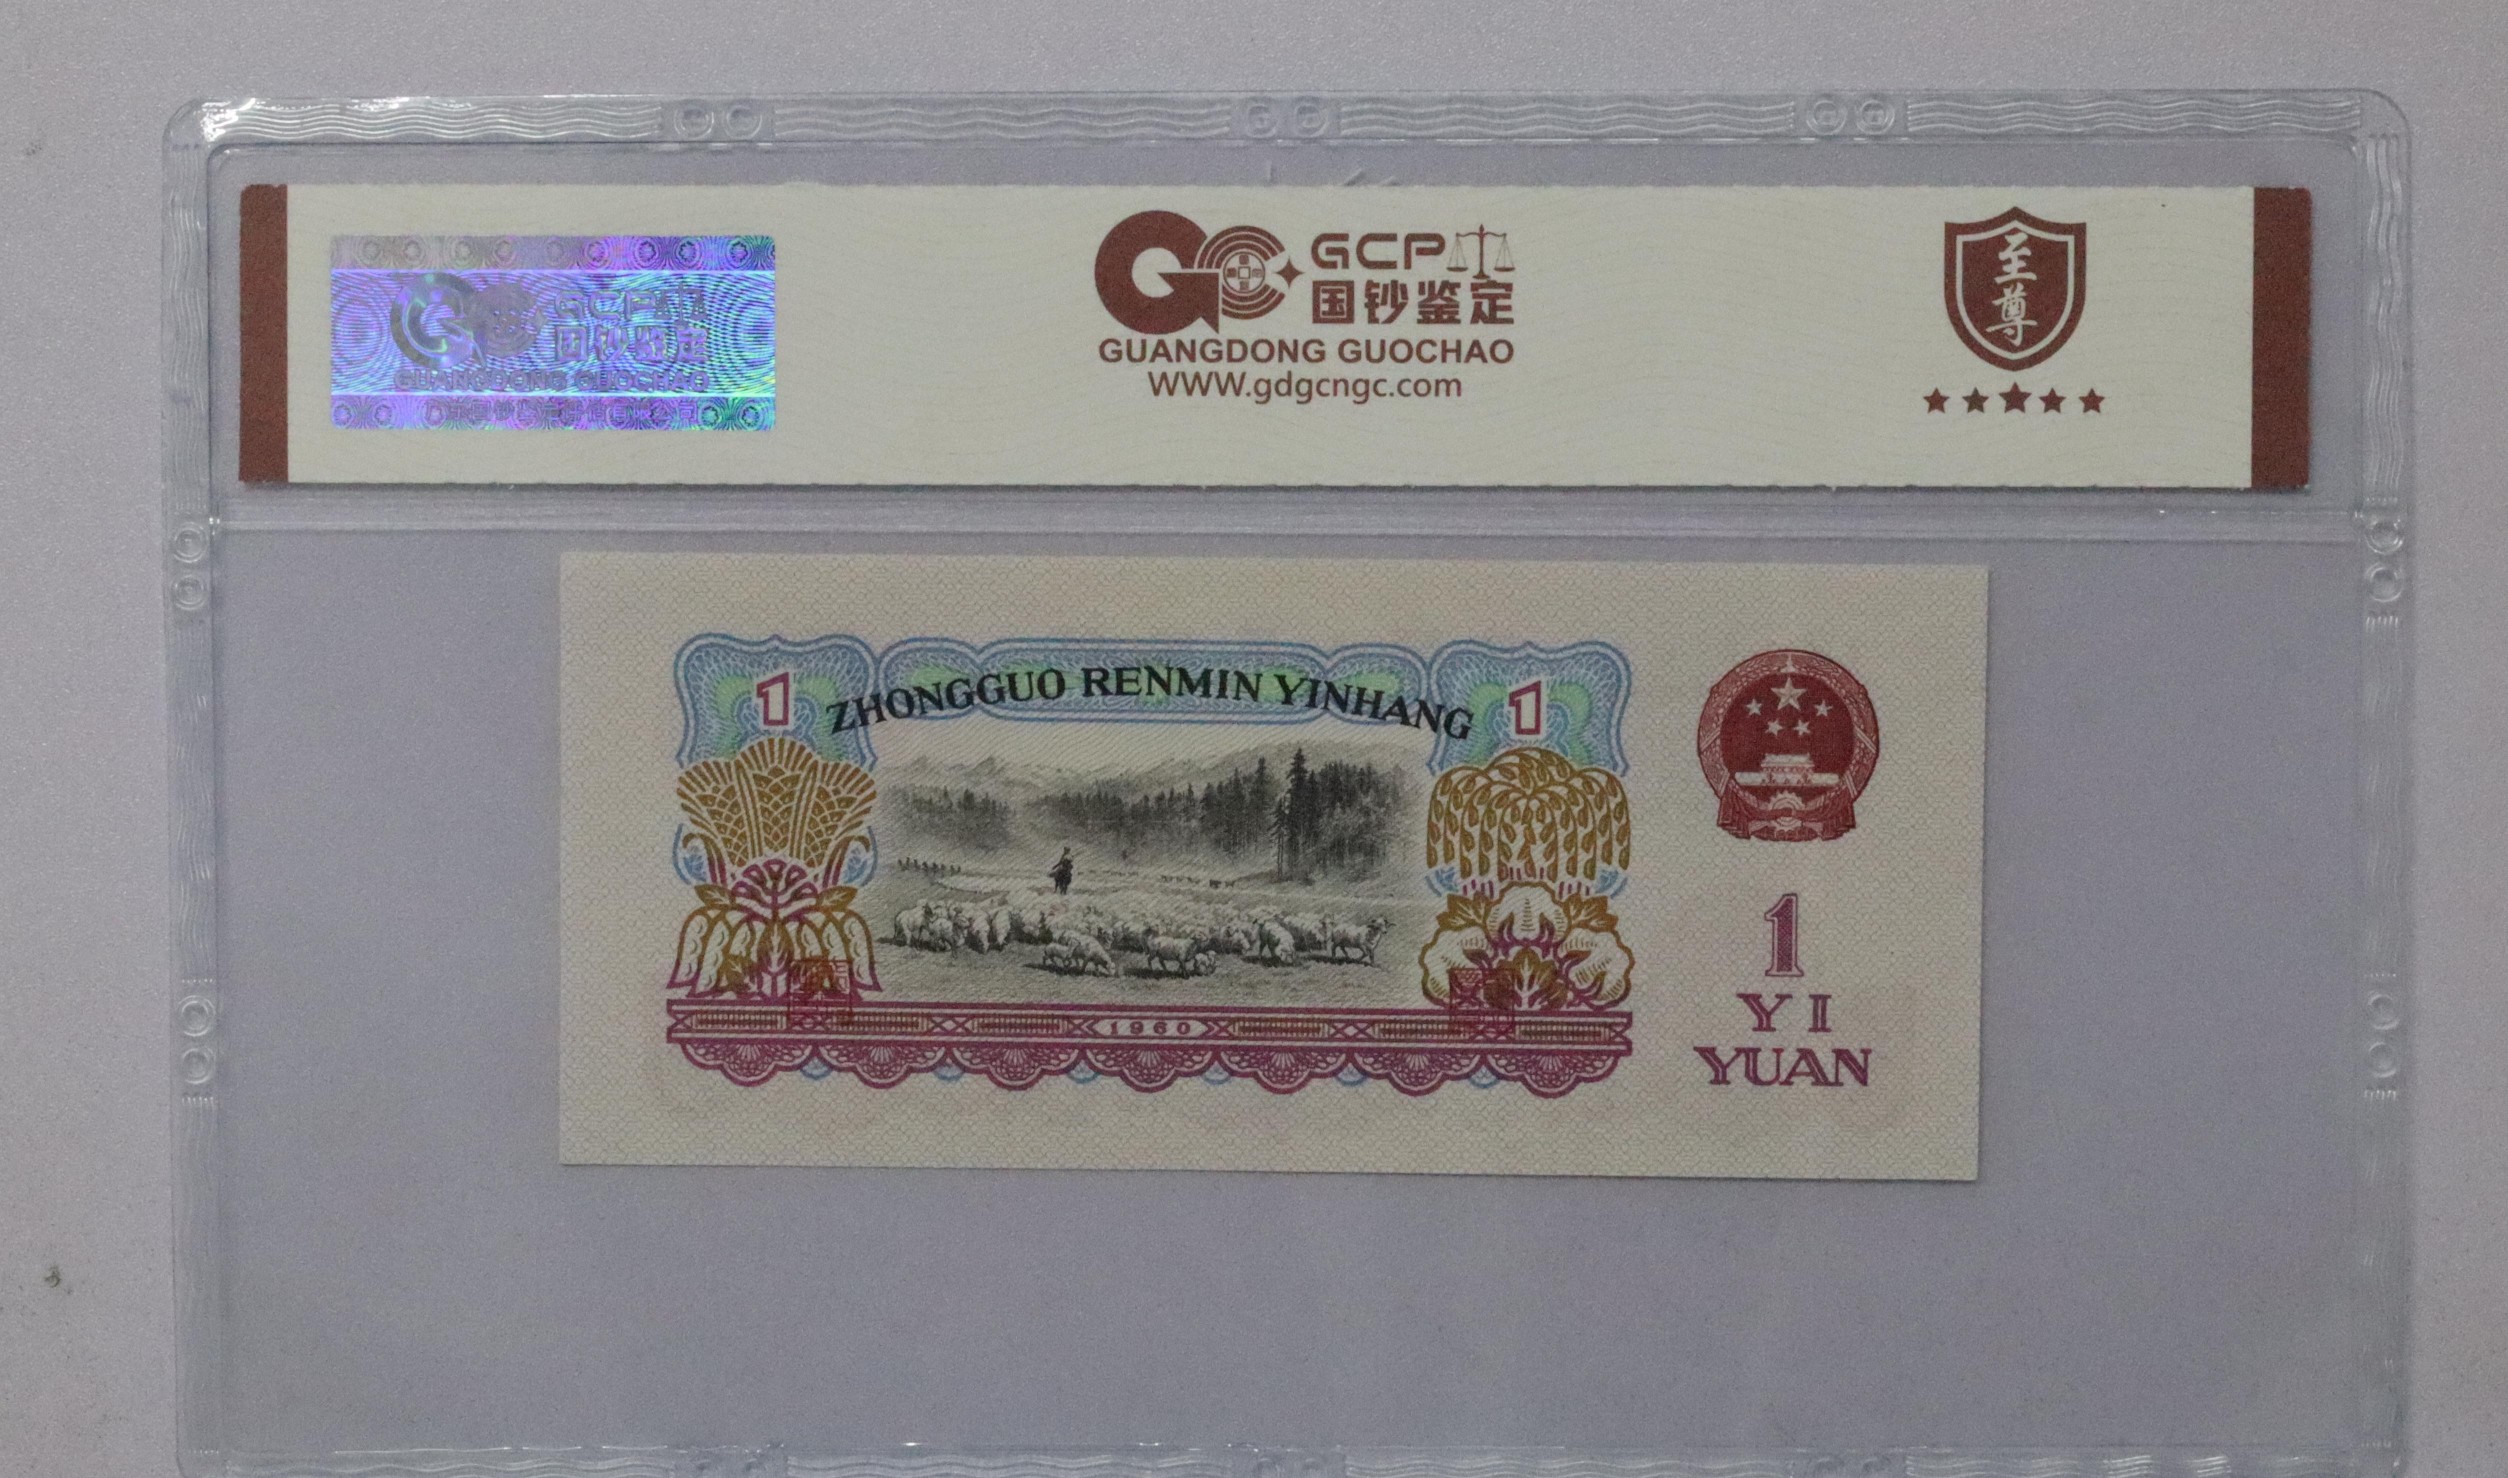 GCP
国钞鉴定
GUANGDONG GUOCHAO
GCP
国钞鉴定
GUANGDONG GUOCHAO
WWW.gdgcngc.com
至尊
ZHONGGUO RENMIN YINHANG
1
1
1960
1
YI
YUAN